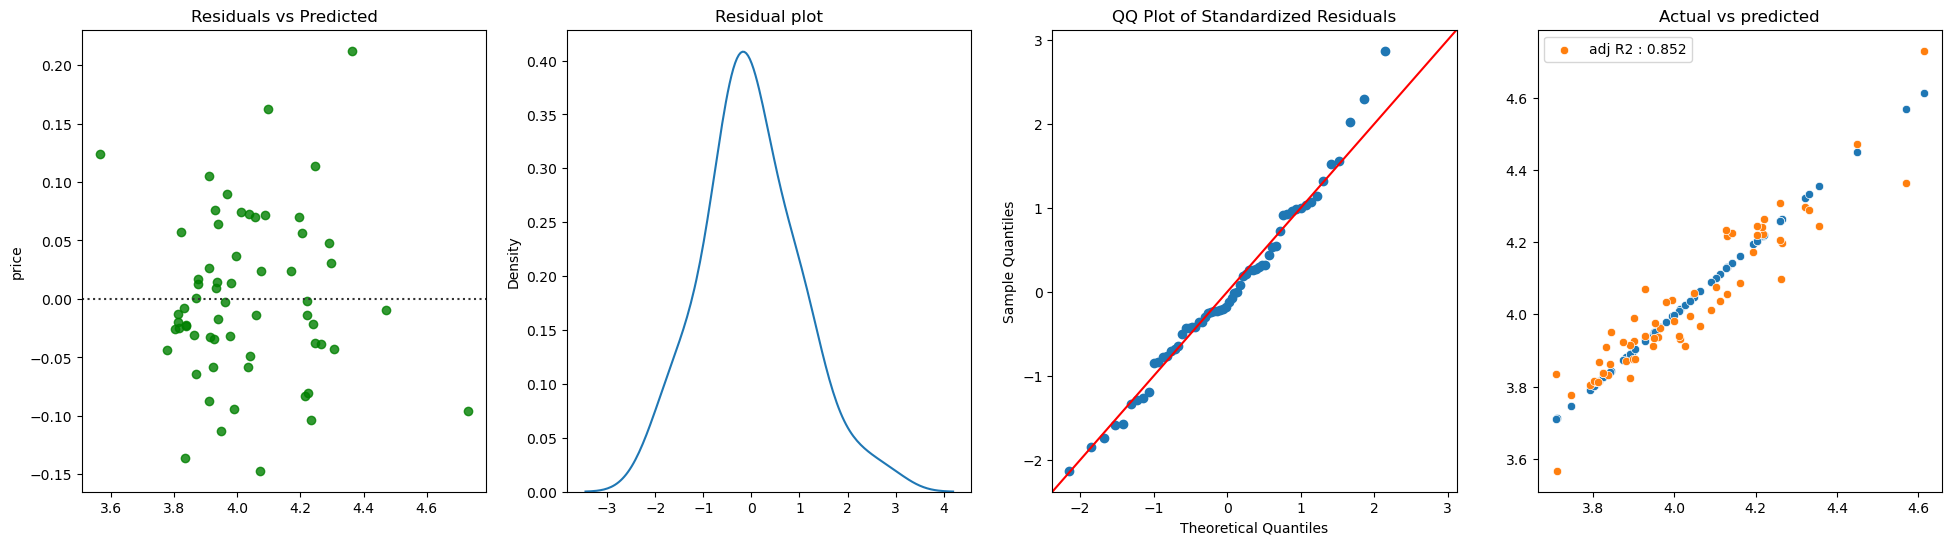 Residuals vs Predicted
price
0.20
0.15
0.10
0.05
0.00
−0.05
−0.10
−0.15
3.6 3.8 4.0 4.2 4.4 4.6
Residual plot
Density
0.40
0.35
0.30
0.25
0.20
0.15
0.10
0.05
0.00
−3 −2 −1 0 1 2 3 4
QQ Plot of Standardized Residuals
Sample Quantiles
3
2
1
0
−1
−2
−2 −1 0 1 2 3
Theoretical Quantiles
Actual vs predicted
adj R2 : 0.852
4.6
4.4
4.2
4.0
3.8
3.6
3.8 4.0 4.2 4.4 4.6